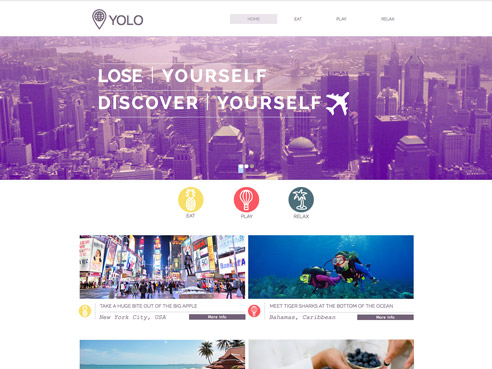 YOLO
HOME EAT PLAY RELAX
LOSE | YOURSELF
DISCOVER | YOURSELF
EAT PLAY RELAX
TAKE A HUGE BITE OUT OF THE BIG APPLE
New York City, USA More Info
MEET TIGER SHARKS AT THE BOTTOM OF THE OCEAN
Bahamas, Caribbean More Info